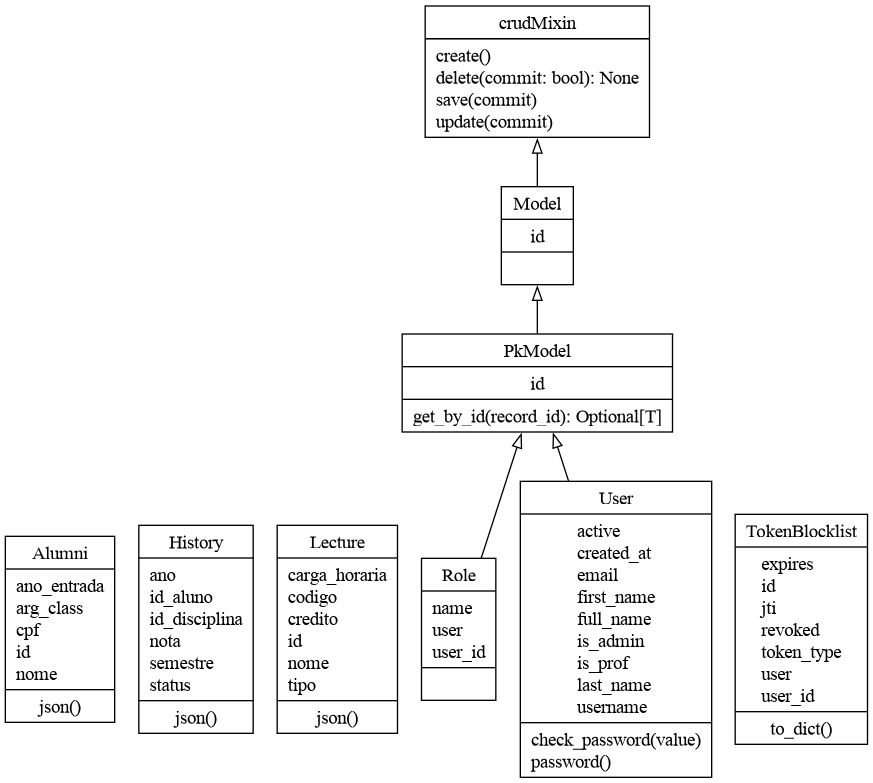 crudMixin
create()
delete(commit: bool): None
save(commit)
update(commit)
Model
id
PkModel
id
get_by_id(record_id): Optional[T]
Alumni
ano_entrada
arg_class
cpf
id
nome
json()
History
ano
id_aluno
id_disciplina
nota
semestre
status
json()
Lecture
carga_horaria
codigo
credito
id
nome
tipo
json()
Role
name
user
user_id
User
active
created_at
email
first_name
full_name
is_admin
is_prof
last_name
username
check_password(value)
password()
TokenBlocklist
expires
id
jti
revoked
token_type
user
user_id
to_dict()